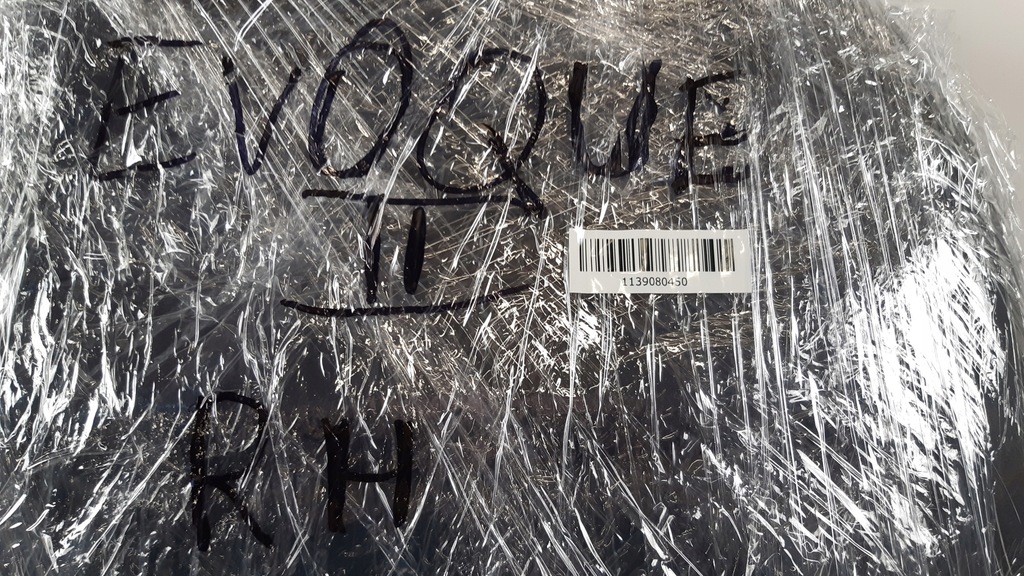 EVOQUE
II
1139080450
RH